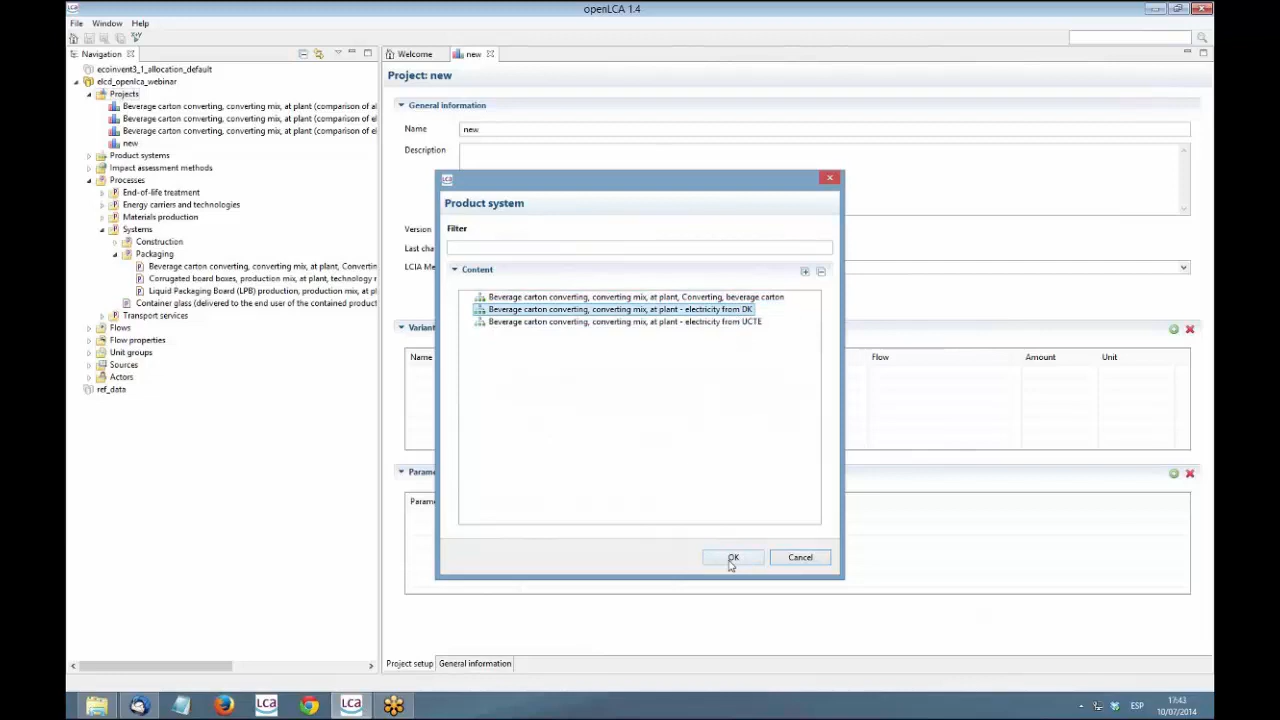 openLCA 1.4
File Window Help
Navigation
Welcome
new
ecoinvent3_1_allocation_default
elcd_openlca_webinar
Projects
Beverage carton converting, converting mix, at plant (comparison of el
Beverage carton converting, converting mix, at plant (comparison of el
Beverage carton converting, converting mix, at plant (comparison of el
new
Product systems
Impact assessment methods
Processes
End-of-life treatment
Energy carriers and technologies
Materials production
Systems
Construction
Packaging
Beverage carton converting, converting mix, at plant, Convertin
Corrugated board boxes, production mix, at plant, technology r
Liquid Packaging Board (LPB) production, production mix, at pl
Container glass (delivered to the end user of the contained product
Transport services
Flows
Flow properties
Unit groups
Sources
Actors
ref_data
Project: new
General information
Name
new
Description
Version
Last cha
LCIA Me
Variant
Name
Flow
Amount
Unit
Parame
Parame
Product system
Filter
Content
Beverage carton converting, converting mix, at plant, Converting, beverage carton
Beverage carton converting, converting mix, at plant - electricity from DK
Beverage carton converting, converting mix, at plant - electricity from UCTE
OK
Cancel
Project setup
General information
LCA
LCA
ESP
17:43
10/07/2014